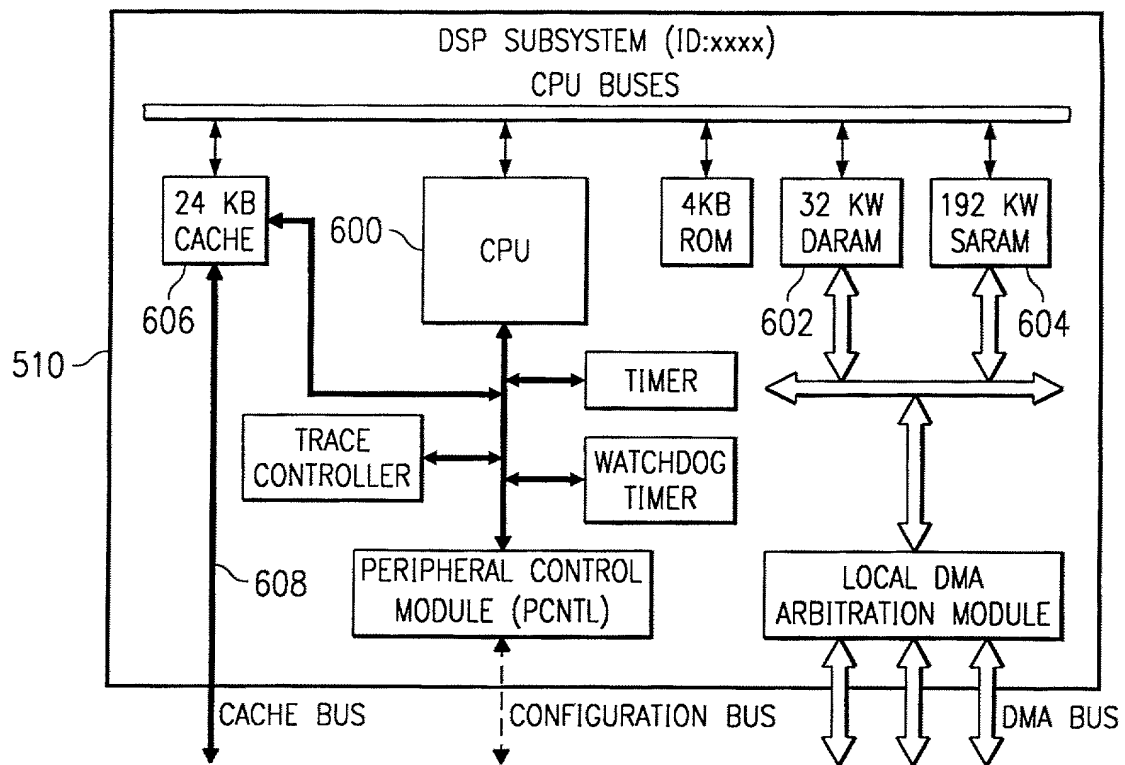 DSP SUBSYSTEM (ID:xxxx)
CPU BUSES
24 KB
CACHE
606
600
CPU
4KB
ROM
32 KW
DARAM
602
192 KW
SARAM
604
510
TIMER
TRACE
CONTROLLER
WATCHDOG
TIMER
608
PERIPHERAL CONTROL
MODULE (PCNTL)
LOCAL DMA
ARBITRATION MODULE
CACHE BUS
CONFIGURATION BUS
DMA BUS